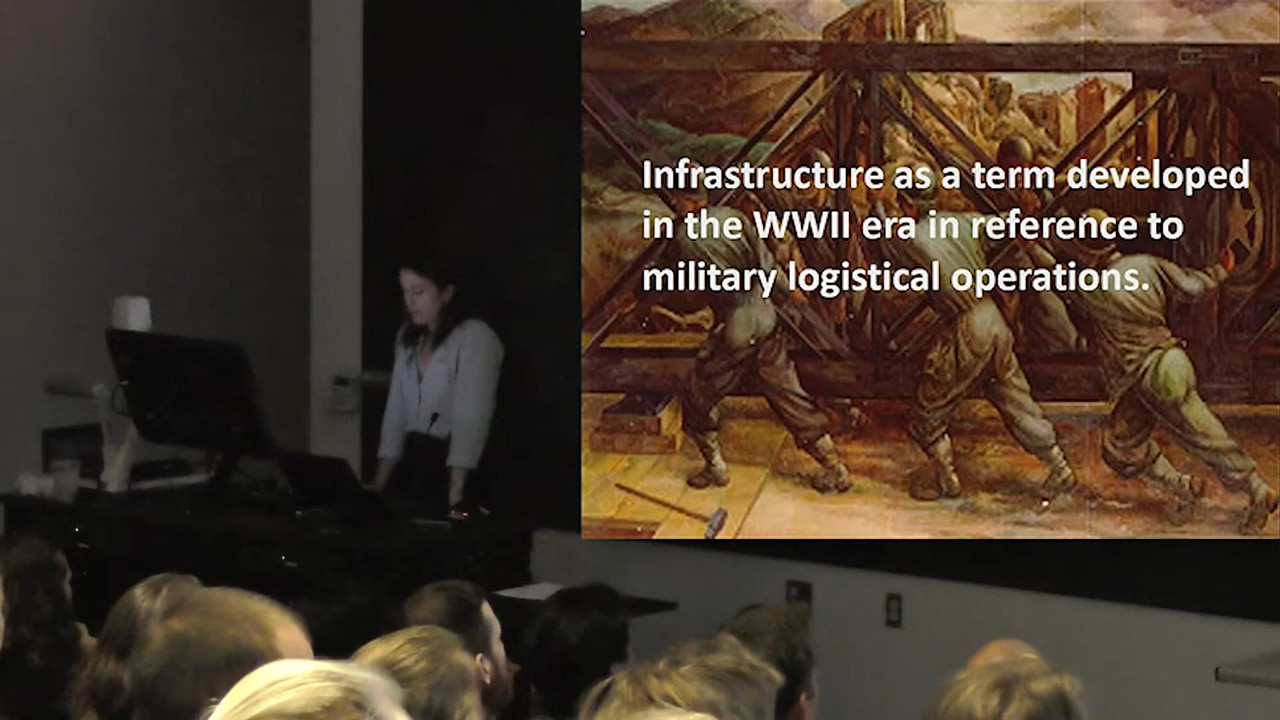 Infrastructure as a term developed
in the WWII era in reference to
military logistical operations.